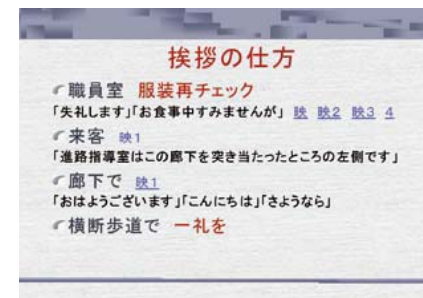 挨拶の仕方
職員室 服装再チェック
「失礼します」「お食事中すみませんが」 映 映2 映3 4
来客 映1
「進路指導室はこの廊下を突き当たったところの左側です」
廊下で 映1
「おはようございます」「こんにちは」「さようなら」
横断歩道で 一礼を